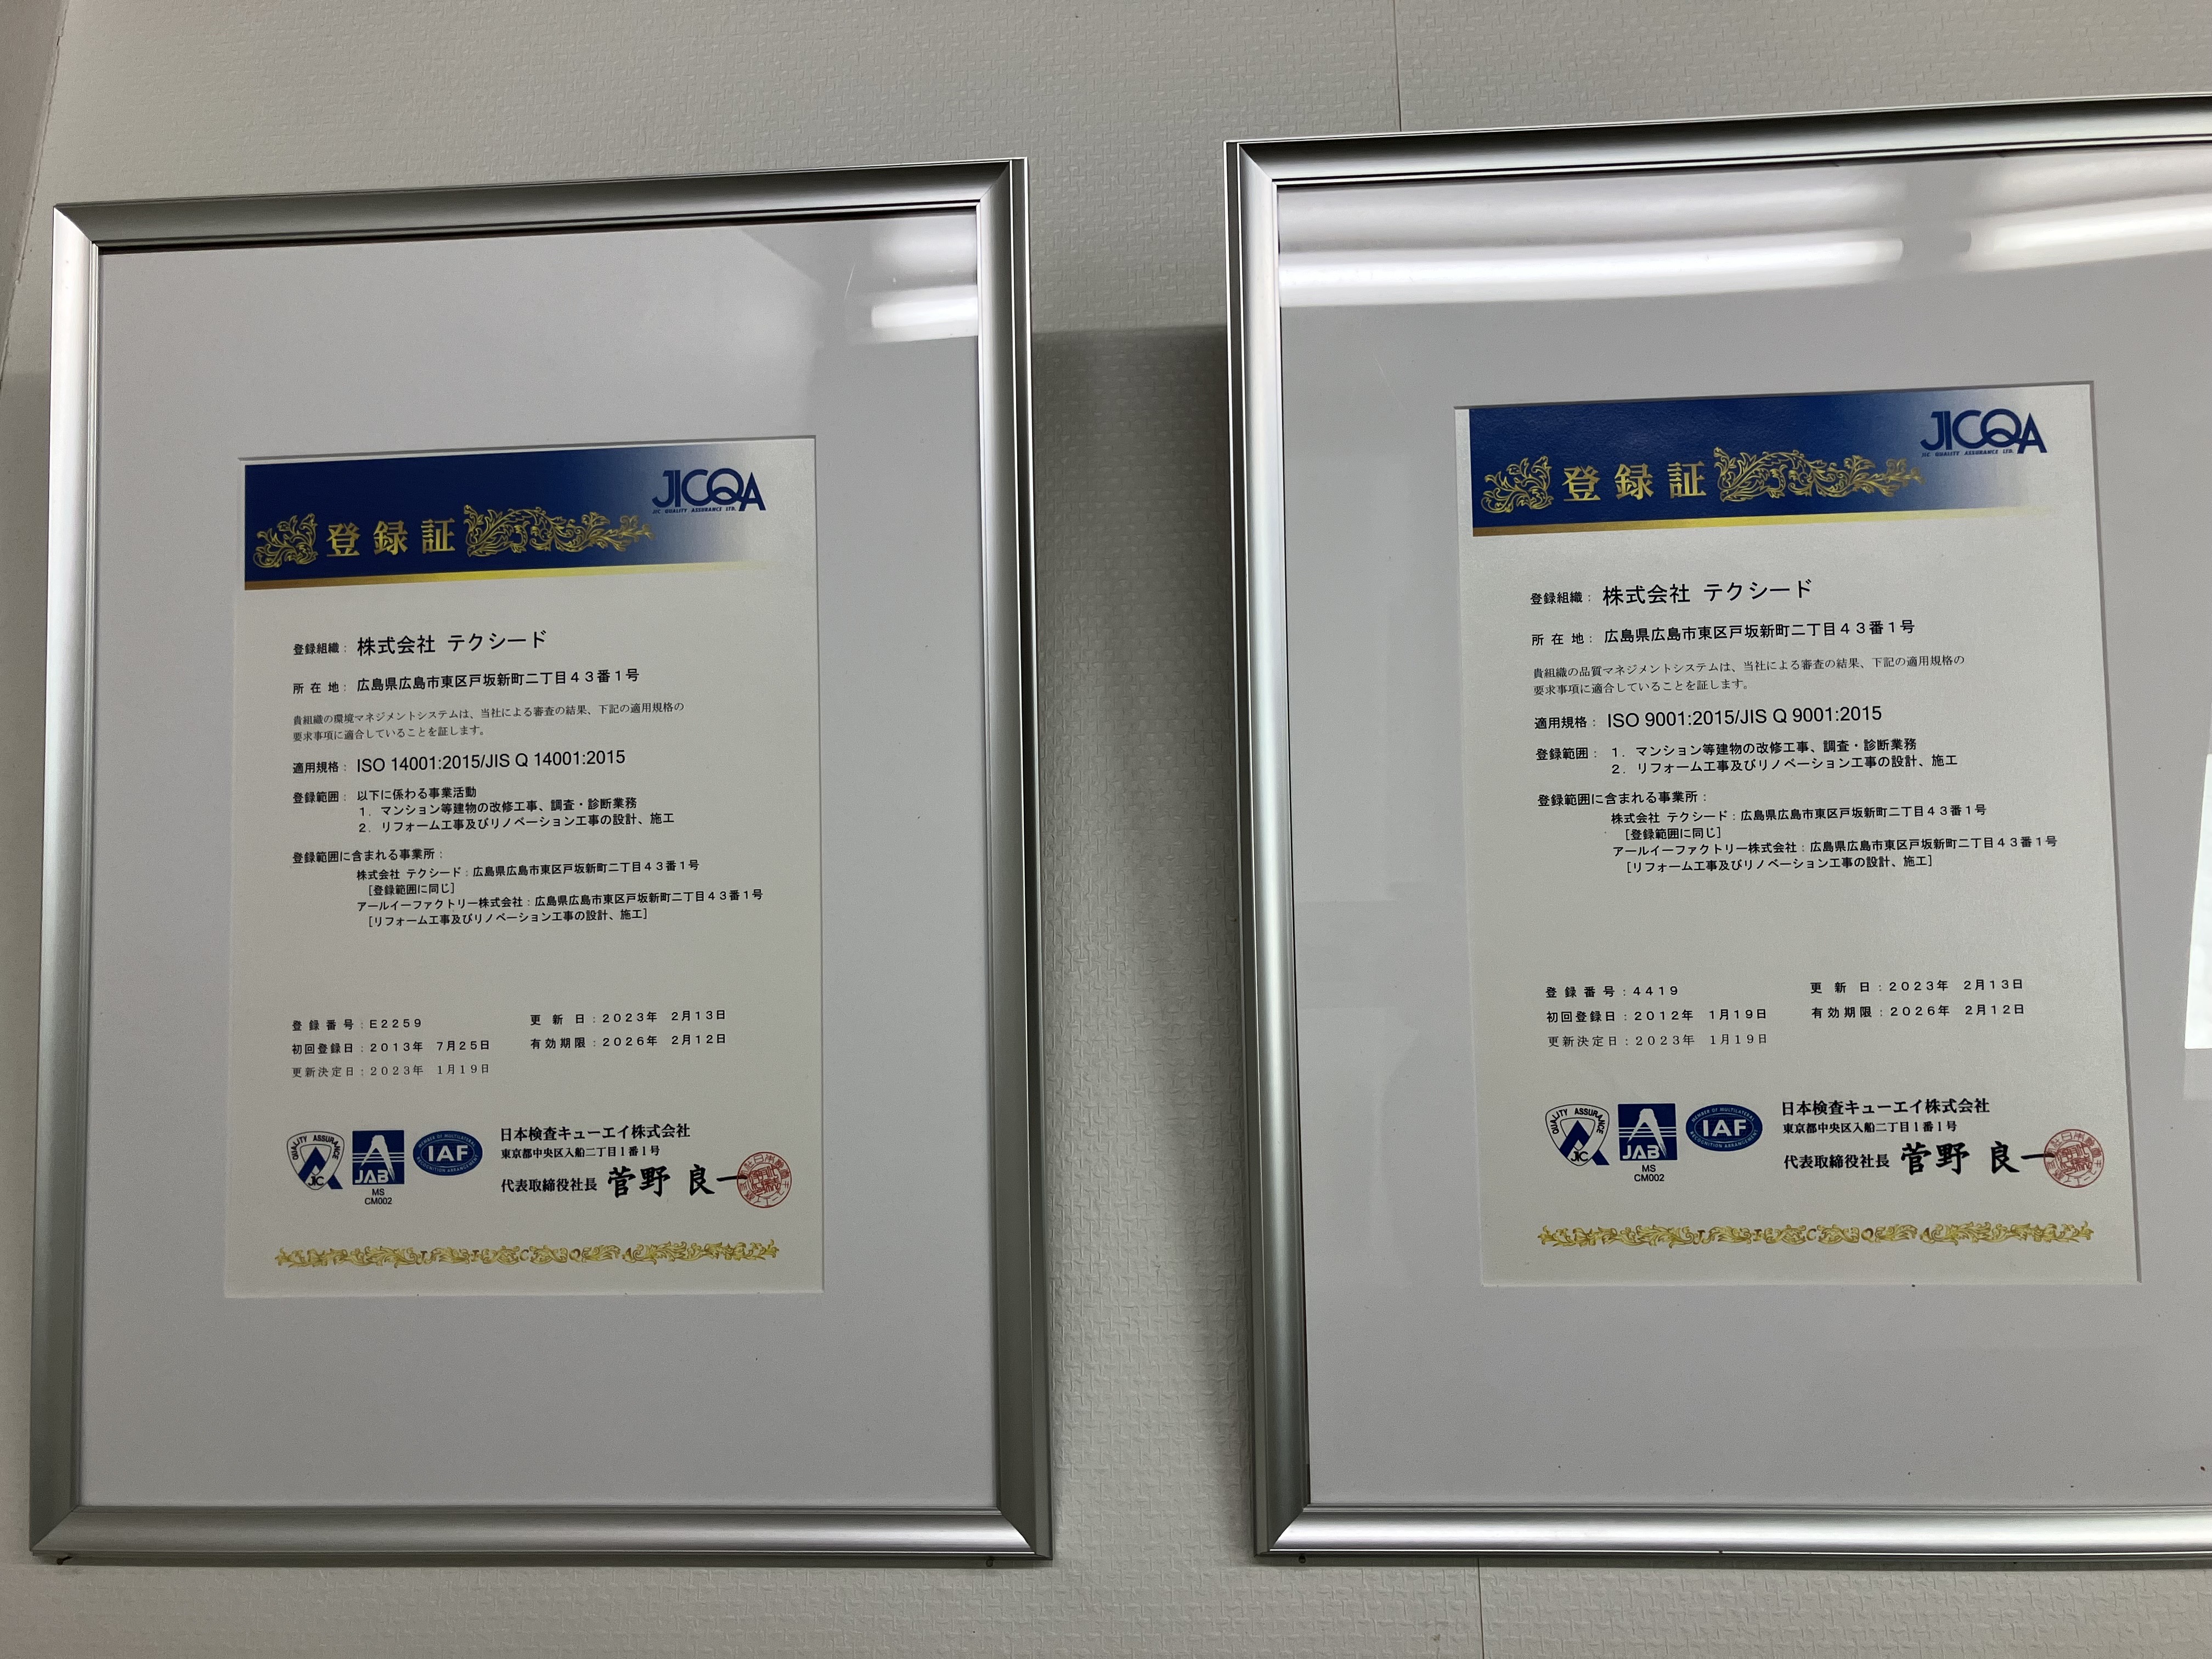 登録証
JICQA
JIC QUALITY ASSURANCE LTD.
登録組織：株式会社 テクシード
所在地：広島県広島市東区戸坂新町二丁目４３番１号
貴組織の環境マネジメントシステムは、当社による審査の結果、下記の適用規格の
要求事項に適合していることを証します。
適用規格：ISO 14001:2015/JIS Q 14001:2015
登録範囲：以下に係わる事業活動
１．マンション等建物の改修工事、調査・診断業務
２．リフォーム工事及びリノベーション工事の設計、施工
登録範囲に含まれる事業所：
株式会社 テクシード：広島県広島市東区戸坂新町二丁目４３番１号
［登録範囲に同じ］
アールイーファクトリー株式会社：広島県広島市東区戸坂新町二丁目４３番１号
［リフォーム工事及びリノベーション工事の設計、施工］
登録番号：Ｅ２２５９ 更新日：２０２３年 ２月１３日
初回登録日：２０１３年 ７月２５日 有効期限：２０２６年 ２月１２日
更新決定日：２０２３年 １月１９日
QUALITY ASSURANCE
JIC
JAB
MS
CM002
MEMBER OF MULTILATERAL
IAF
RECOGNITION ARRANGEMENT
日本検査キューエイ株式会社
東京都中央区入船二丁目１番１号
代表取締役社長 菅野 良一
J I C Q A
登録証
JICQA
JIC QUALITY ASSURANCE LTD.
登録組織：株式会社 テクシード
所在地：広島県広島市東区戸坂新町二丁目４３番１号
貴組織の品質マネジメントシステムは、当社による審査の結果、下記の適用規格の
要求事項に適合していることを証します。
適用規格：ISO 9001:2015/JIS Q 9001:2015
登録範囲：１．マンション等建物の改修工事、調査・診断業務
２．リフォーム工事及びリノベーション工事の設計、施工
登録範囲に含まれる事業所：
株式会社 テクシード：広島県広島市東区戸坂新町二丁目４３番１号
［登録範囲に同じ］
アールイーファクトリー株式会社：広島県広島市東区戸坂新町二丁目４３番１号
［リフォーム工事及びリノベーション工事の設計、施工］
登録番号：４４１９ 更新日：２０２３年 ２月１３日
初回登録日：２０１２年 １月１９日 有効期限：２０２６年 ２月１２日
更新決定日：２０２３年 １月１９日
QUALITY ASSURANCE
JIC
JAB
MS
CM002
MEMBER OF MULTILATERAL
IAF
RECOGNITION ARRANGEMENT
日本検査キューエイ株式会社
東京都中央区入船二丁目１番１号
代表取締役社長 菅野 良一
J I C Q A